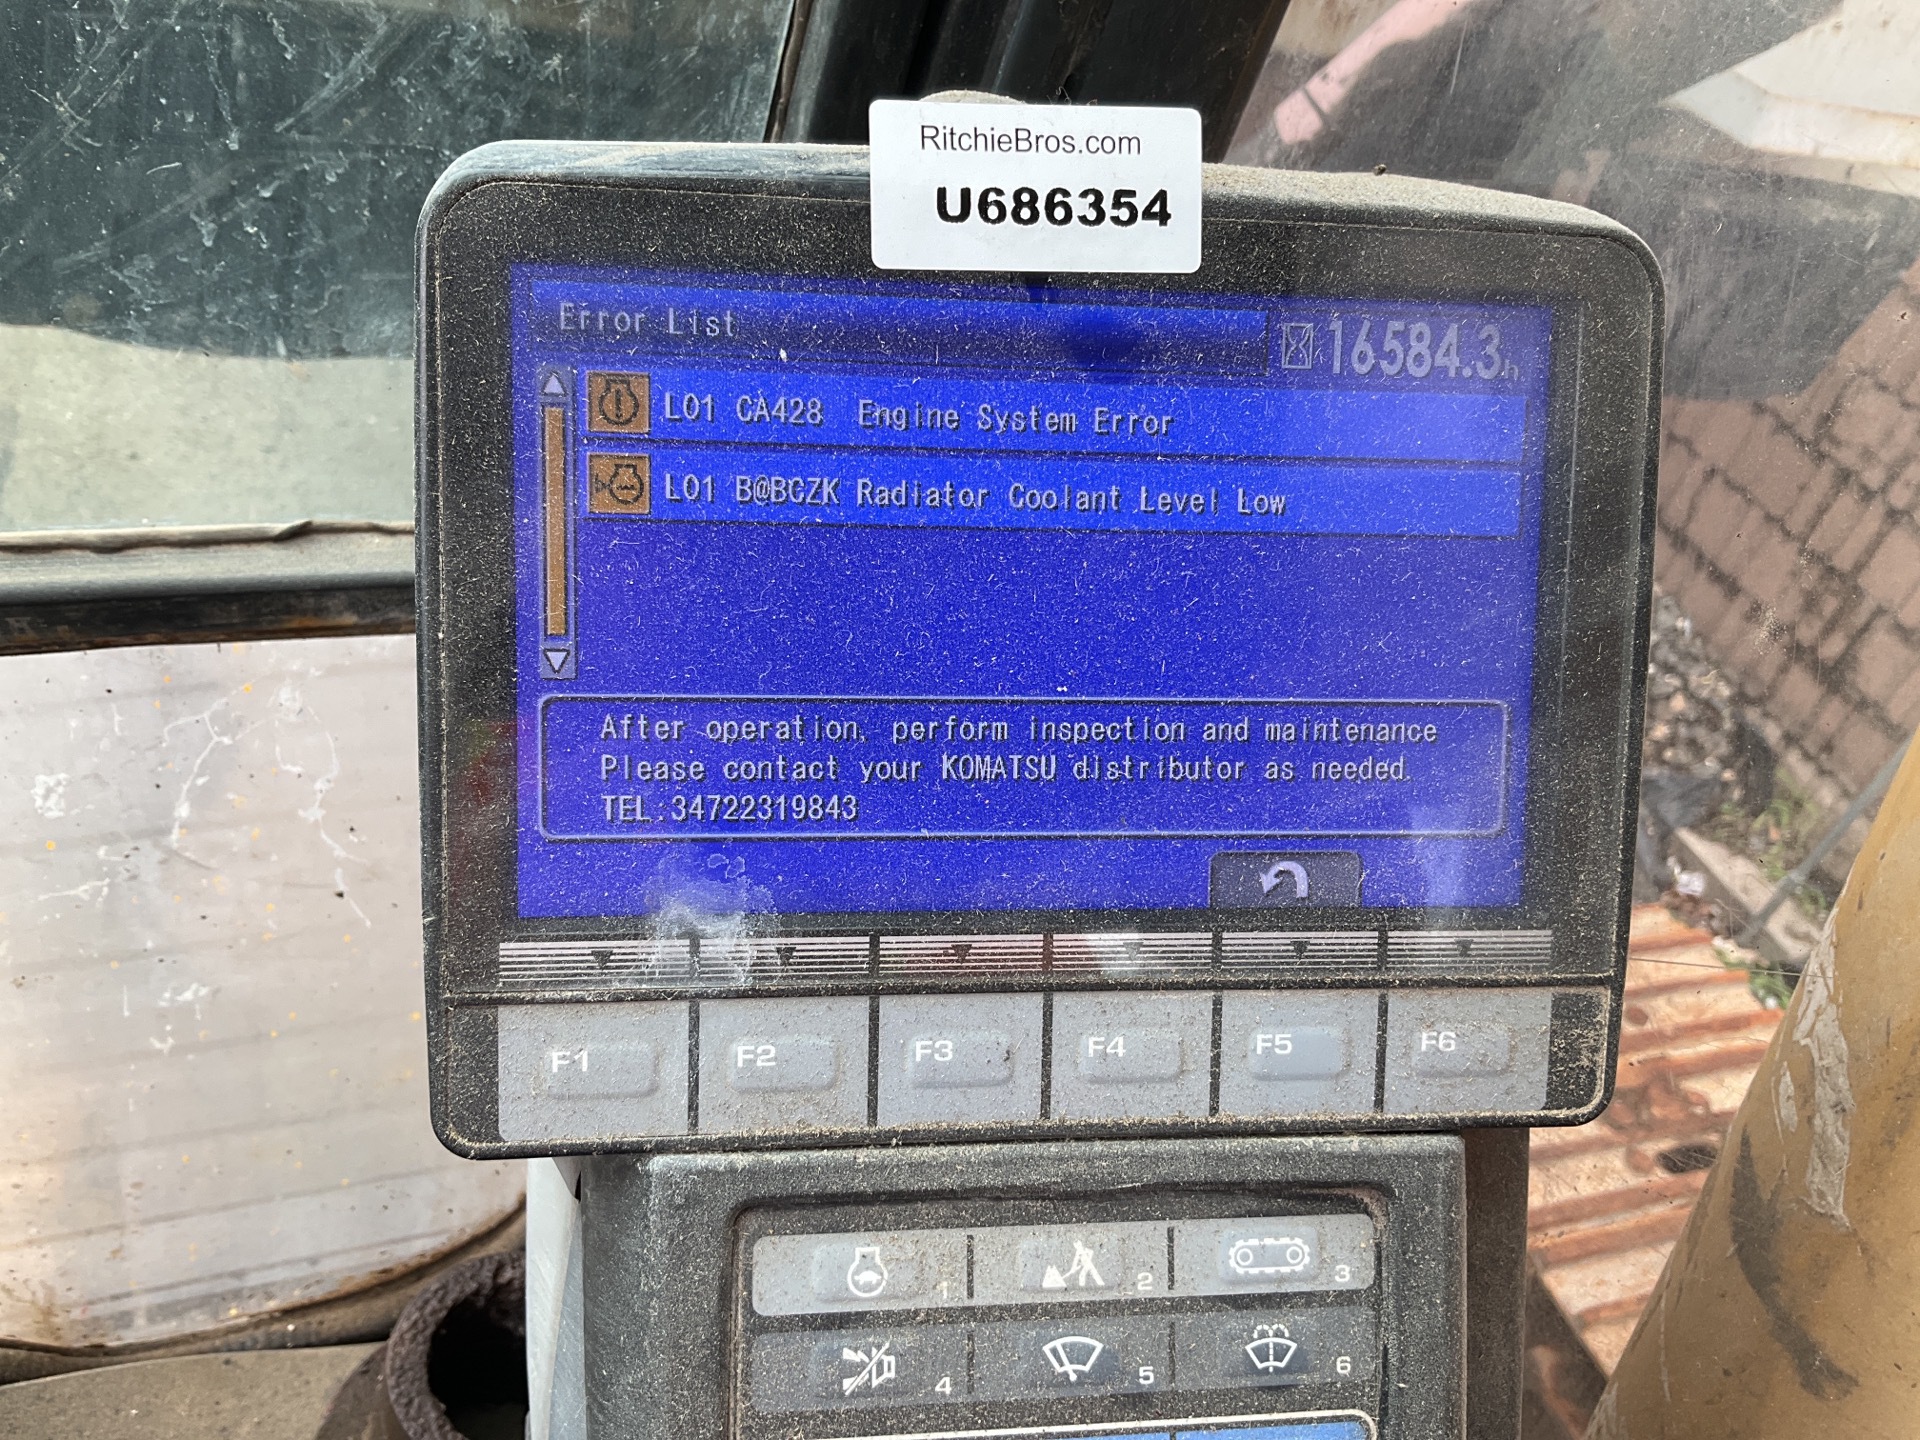 RitchieBros.com
U686354
Error List 16584.3h
L01 CA428 Engine System Error
L01 B@BCZK Radiator Coolant Level Low
After operation, perform inspection and maintenance
Please contact your KOMATSU distributor as needed.
TEL:34722319843
F1 F2 F3 F4 F5 F6
1 2 3
4 5 6